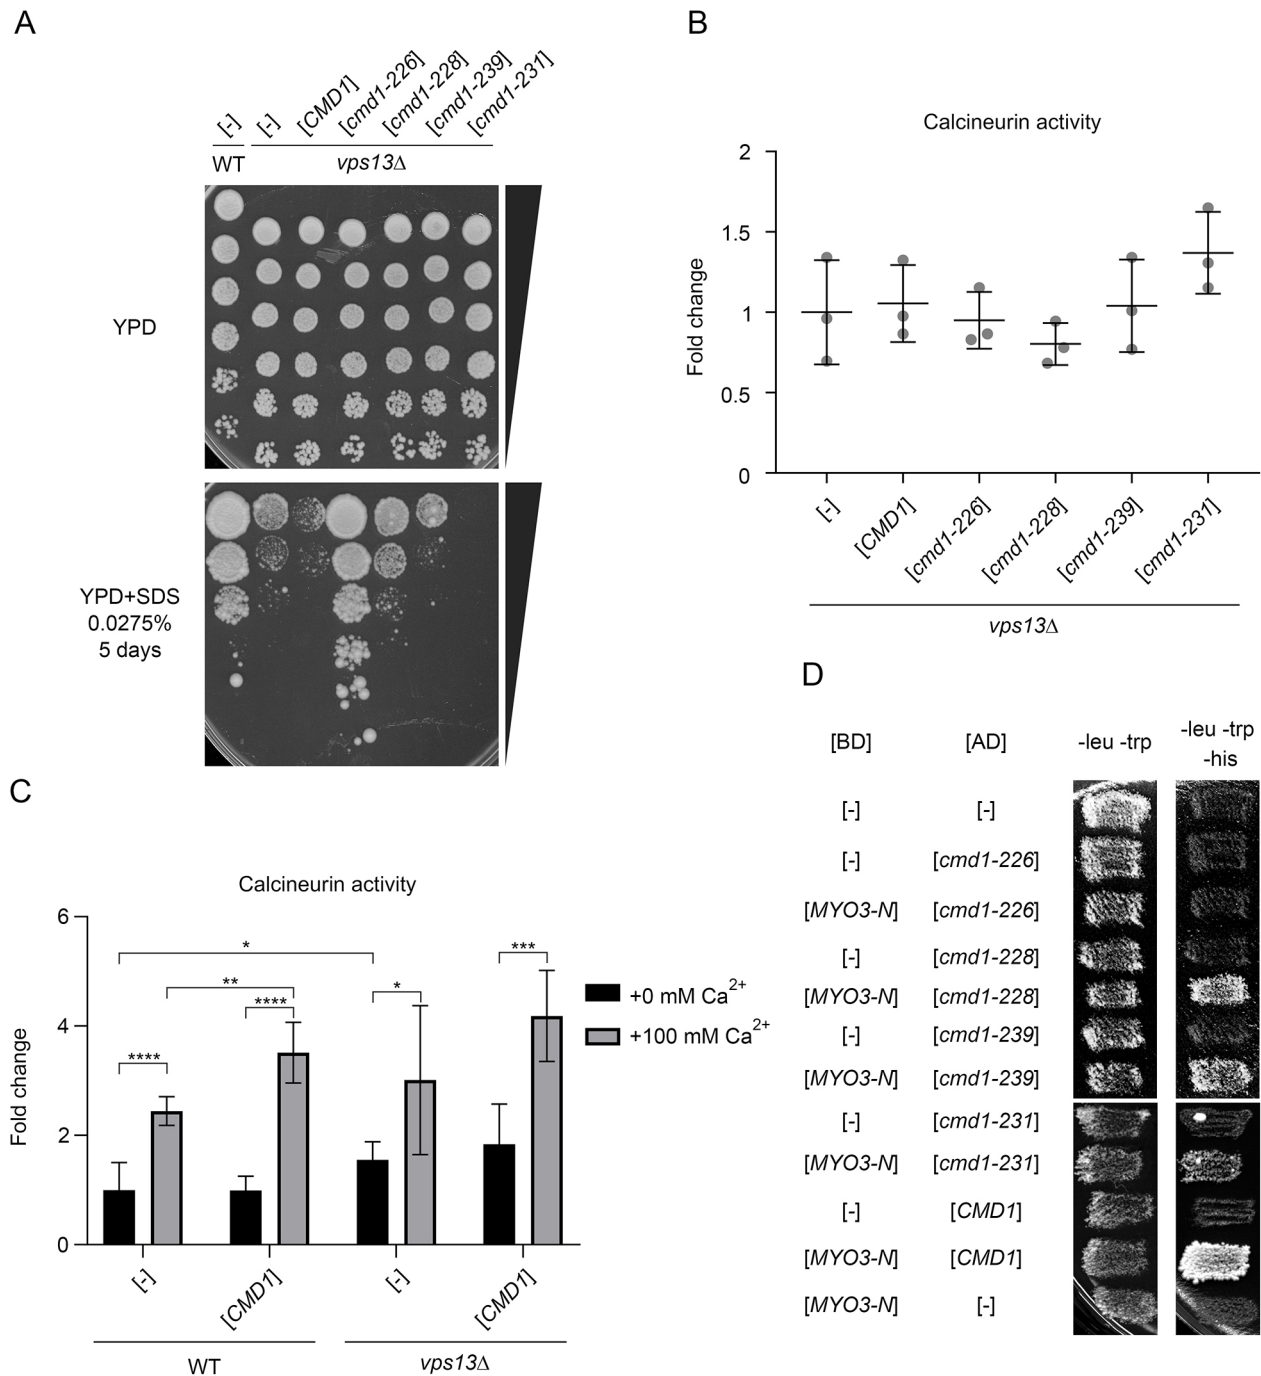 A
[-]
[-]
[CMD1]
[cmd1-226]
[cmd1-228]
[cmd1-239]
[cmd1-231]
WT
vps13Δ
YPD
YPD+SDS
0.0275%
5 days
B
Calcineurin activity
Fold change
2
1.5
1
0.5
0
[-]
[CMD1]
[cmd1-226]
[cmd1-228]
[cmd1-239]
[cmd1-231]
vps13Δ
C
Calcineurin activity
Fold change
6
4
2
0
*
**
****
****
*
***
+0 mM Ca2+
+100 mM Ca2+
[-]
[CMD1]
[-]
[CMD1]
WT
vps13Δ
D
[BD] [AD] -leu -trp -leu -trp
-his
[-] [-]
[-] [cmd1-226]
[MYO3-N] [cmd1-226]
[-] [cmd1-228]
[MYO3-N] [cmd1-228]
[-] [cmd1-239]
[MYO3-N] [cmd1-239]
[-] [cmd1-231]
[MYO3-N] [cmd1-231]
[-] [CMD1]
[MYO3-N] [CMD1]
[MYO3-N] [-]